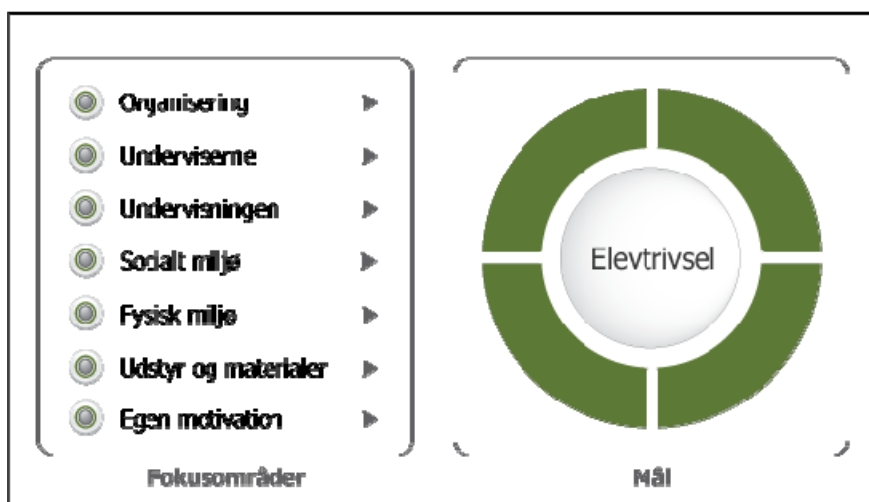 Organisering
Underviserne
Undervisningen
Socialt miljø
Fysisk miljø
Udstyr og materialer
Egen motivation
Fokusområder
Elevtrivsel
Mål